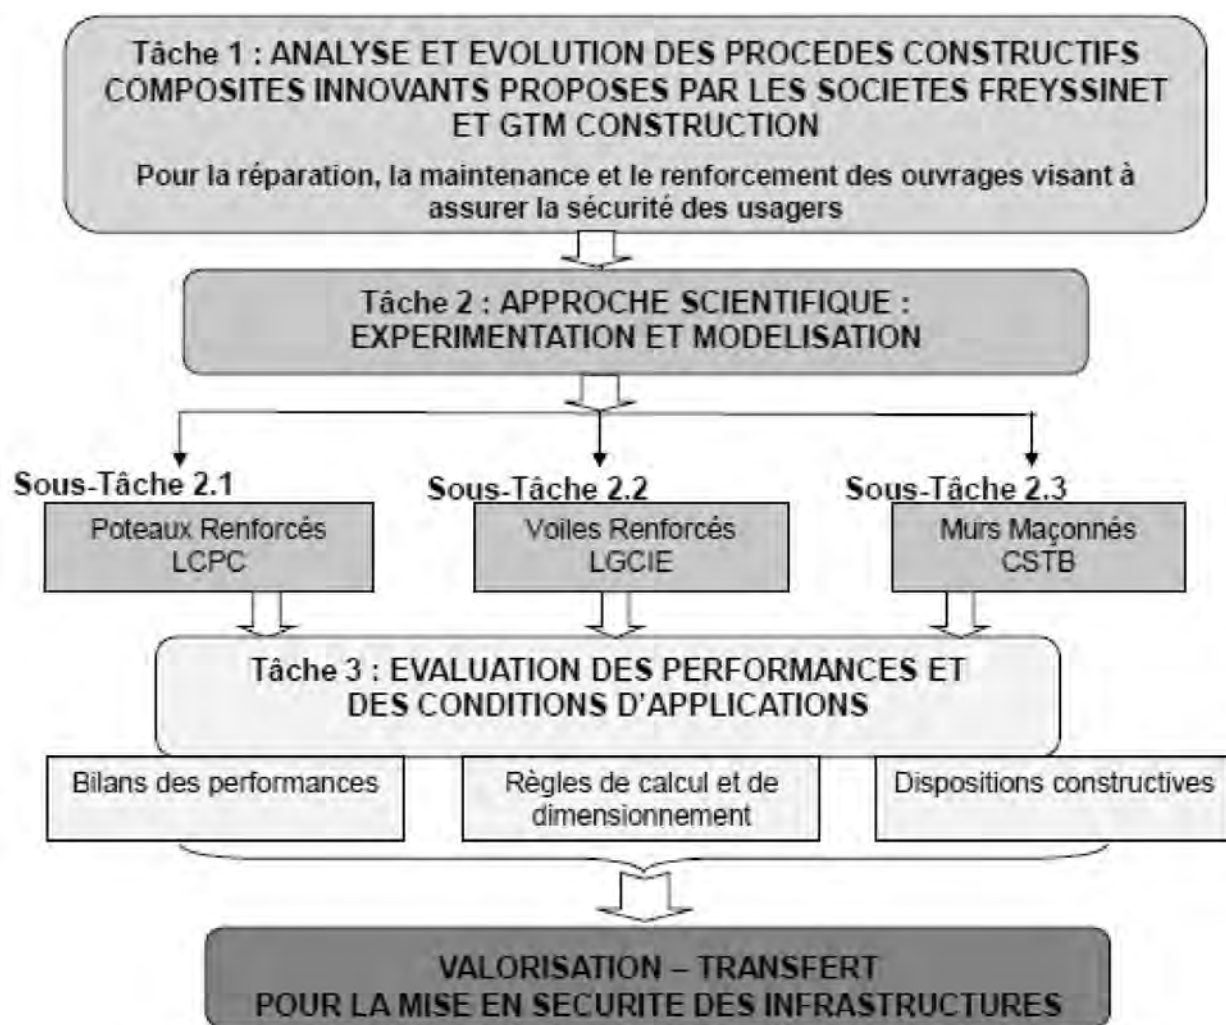 Tâche 1 : ANALYSE ET EVOLUTION DES PROCEDES CONSTRUCTIFS
COMPOSITES INNOVANTS PROPOSES PAR LES SOCIETES FREYSSINET
ET GTM CONSTRUCTION
Pour la réparation, la maintenance et le renforcement des ouvrages visant à
assurer la sécurité des usagers
Tâche 2 : APPROCHE SCIENTIFIQUE :
EXPERIMENTATION ET MODELISATION
Sous-Tâche 2.1
Poteaux Renforcés
LCPC
Sous-Tâche 2.2
Voiles Renforcés
LGCIE
Sous-Tâche 2.3
Murs Maçonnés
CSTB
Tâche 3 : EVALUATION DES PERFORMANCES ET
DES CONDITIONS D'APPLICATIONS
Bilans des performances
Règles de calcul et de
dimensionnement
Dispositions constructives
VALORISATION – TRANSFERT
POUR LA MISE EN SECURITE DES INFRASTRUCTURES